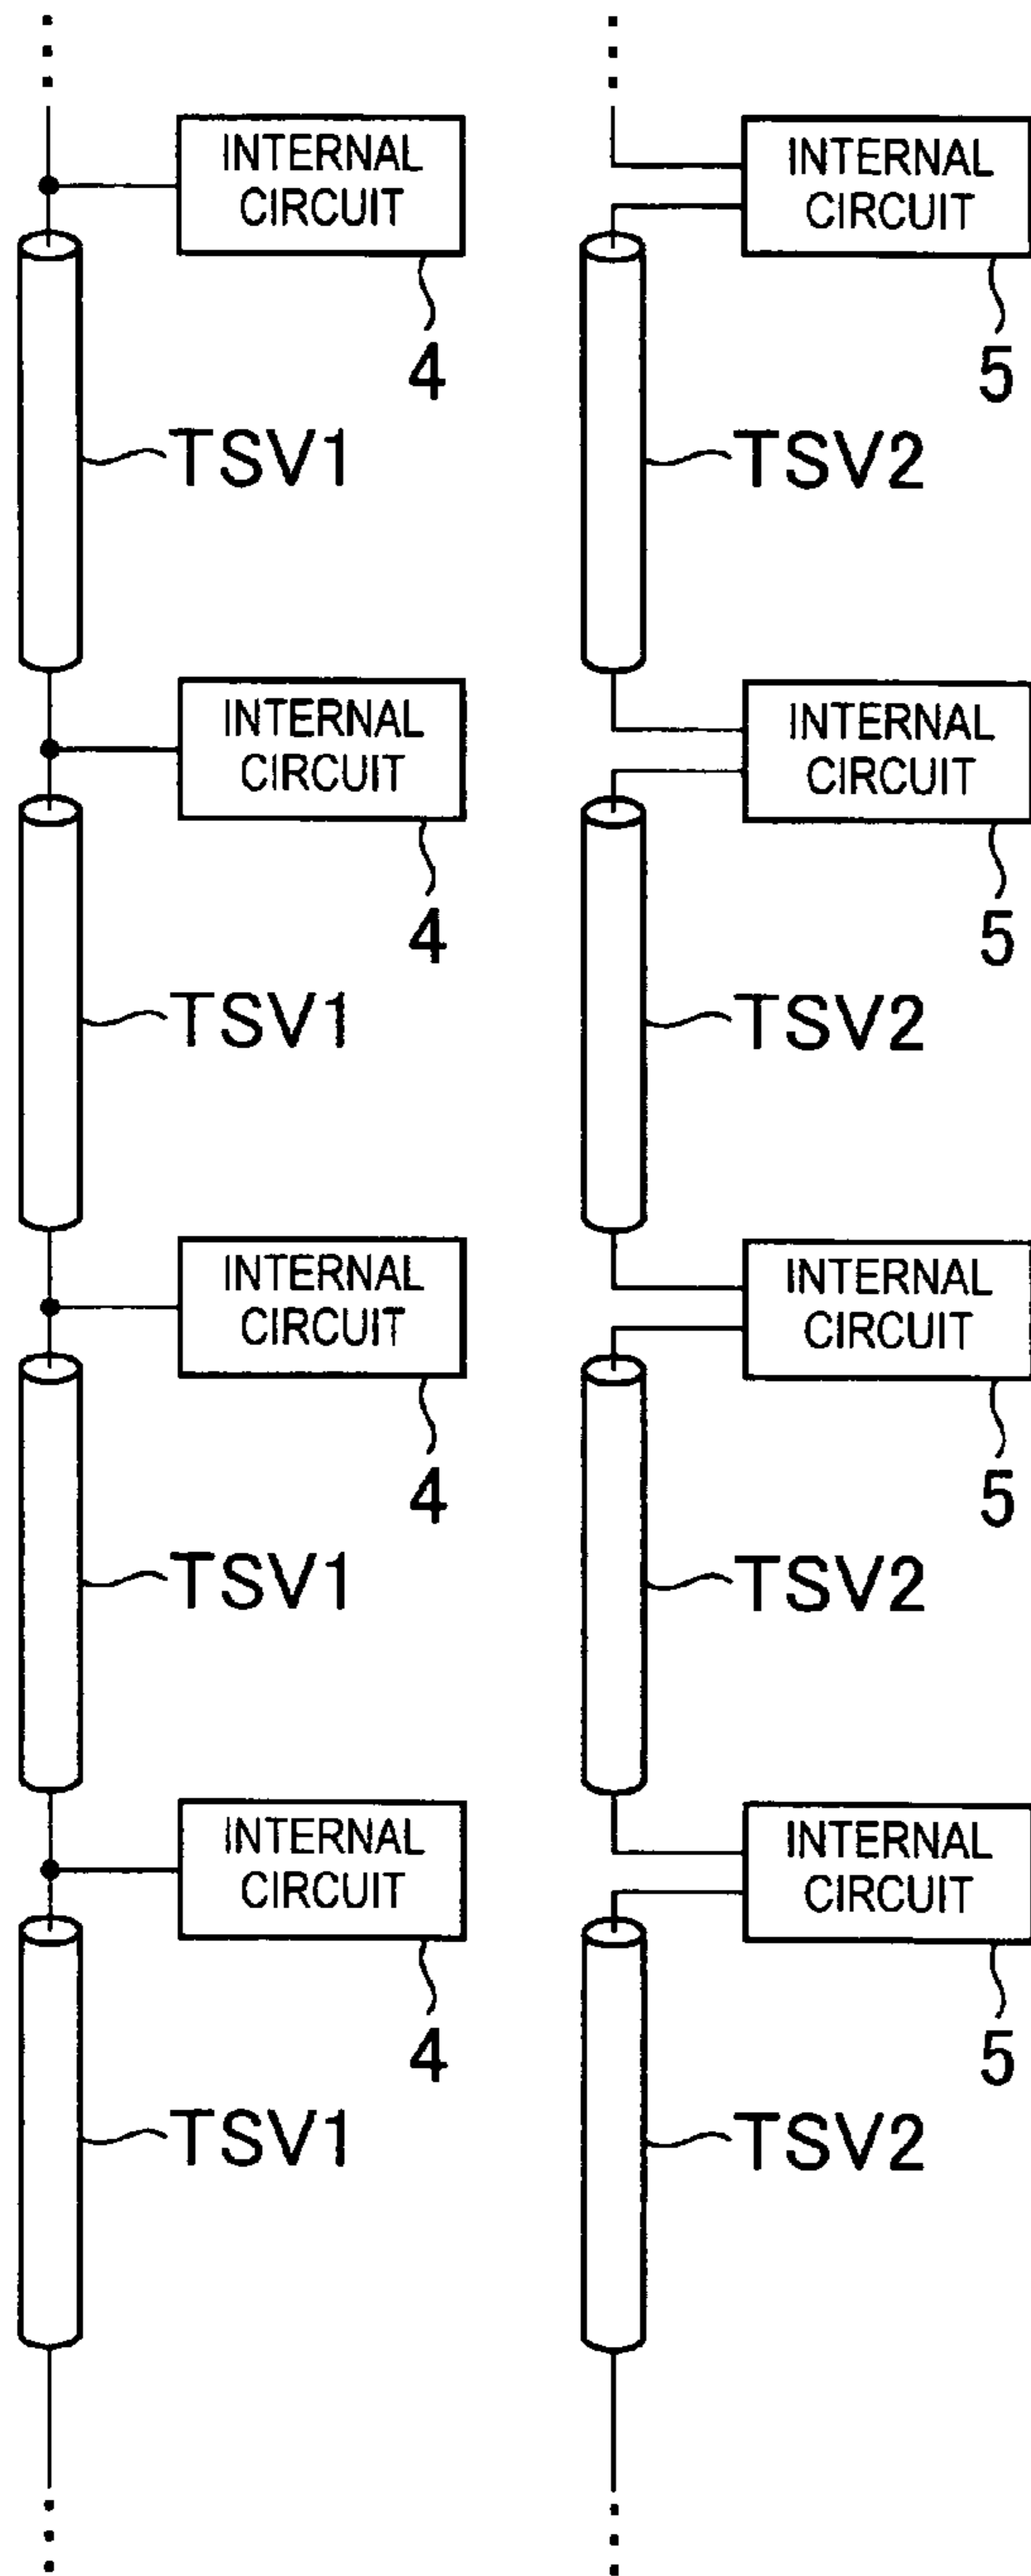 INTERNAL
CIRCUIT
4
TSV1
INTERNAL
CIRCUIT
4
TSV1
INTERNAL
CIRCUIT
4
TSV1
INTERNAL
CIRCUIT
4
TSV1
INTERNAL
CIRCUIT
5
TSV2
INTERNAL
CIRCUIT
5
TSV2
INTERNAL
CIRCUIT
5
TSV2
INTERNAL
CIRCUIT
5
TSV2